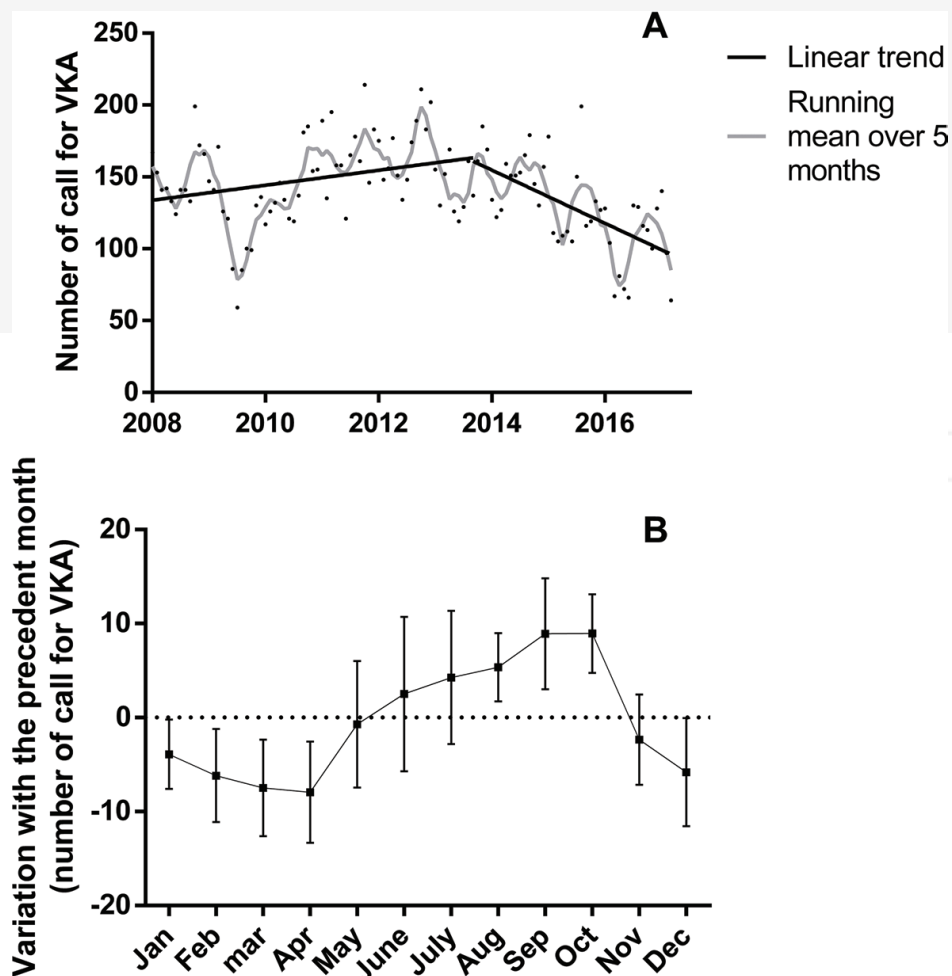 A
Number of call for VKA
250
200
150
100
50
0
2008 2010 2012 2014 2016
Linear trend
Running
mean over 5
months
B
Variation with the precedent month
(number of call for VKA)
20
10
0
-10
-20
Jan Feb mar Apr May June July Aug Sep Oct Nov Dec